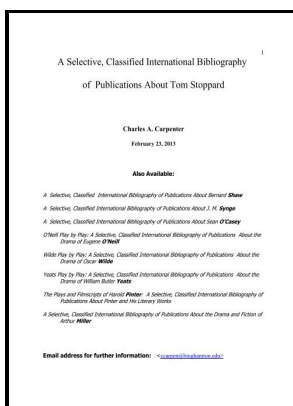 1
A Selective, Classified International Bibliography
of Publications About Tom Stoppard
Charles A. Carpenter
February 23, 2013
Also Available:
A Selective, Classified International Bibliography of Publications About Bernard Shaw
A Selective, Classified International Bibliography of Publications About J. M. Synge
A Selective, Classified International Bibliography of Publications About Sean O'Casey
O'Neill Play by Play: A Selective, Classified International Bibliography of Publications About the
Drama of Eugene O'Neill
Wilde Play by Play: A Selective, Classified International Bibliography of Publications About the
Drama of Oscar Wilde
Yeats Play by Play: A Selective, Classified International Bibliography of Publications About the
Drama of William Butler Yeats
The Plays and Filmscripts of Harold Pinter: A Selective, Classified International Bibliography of
Publications About Pinter and His Literary Works
A Selective, Classified International Bibliography of Publications About the Drama and Fiction of
Arthur Miller
Email address for further information: <ccarpen@binghamton.edu>